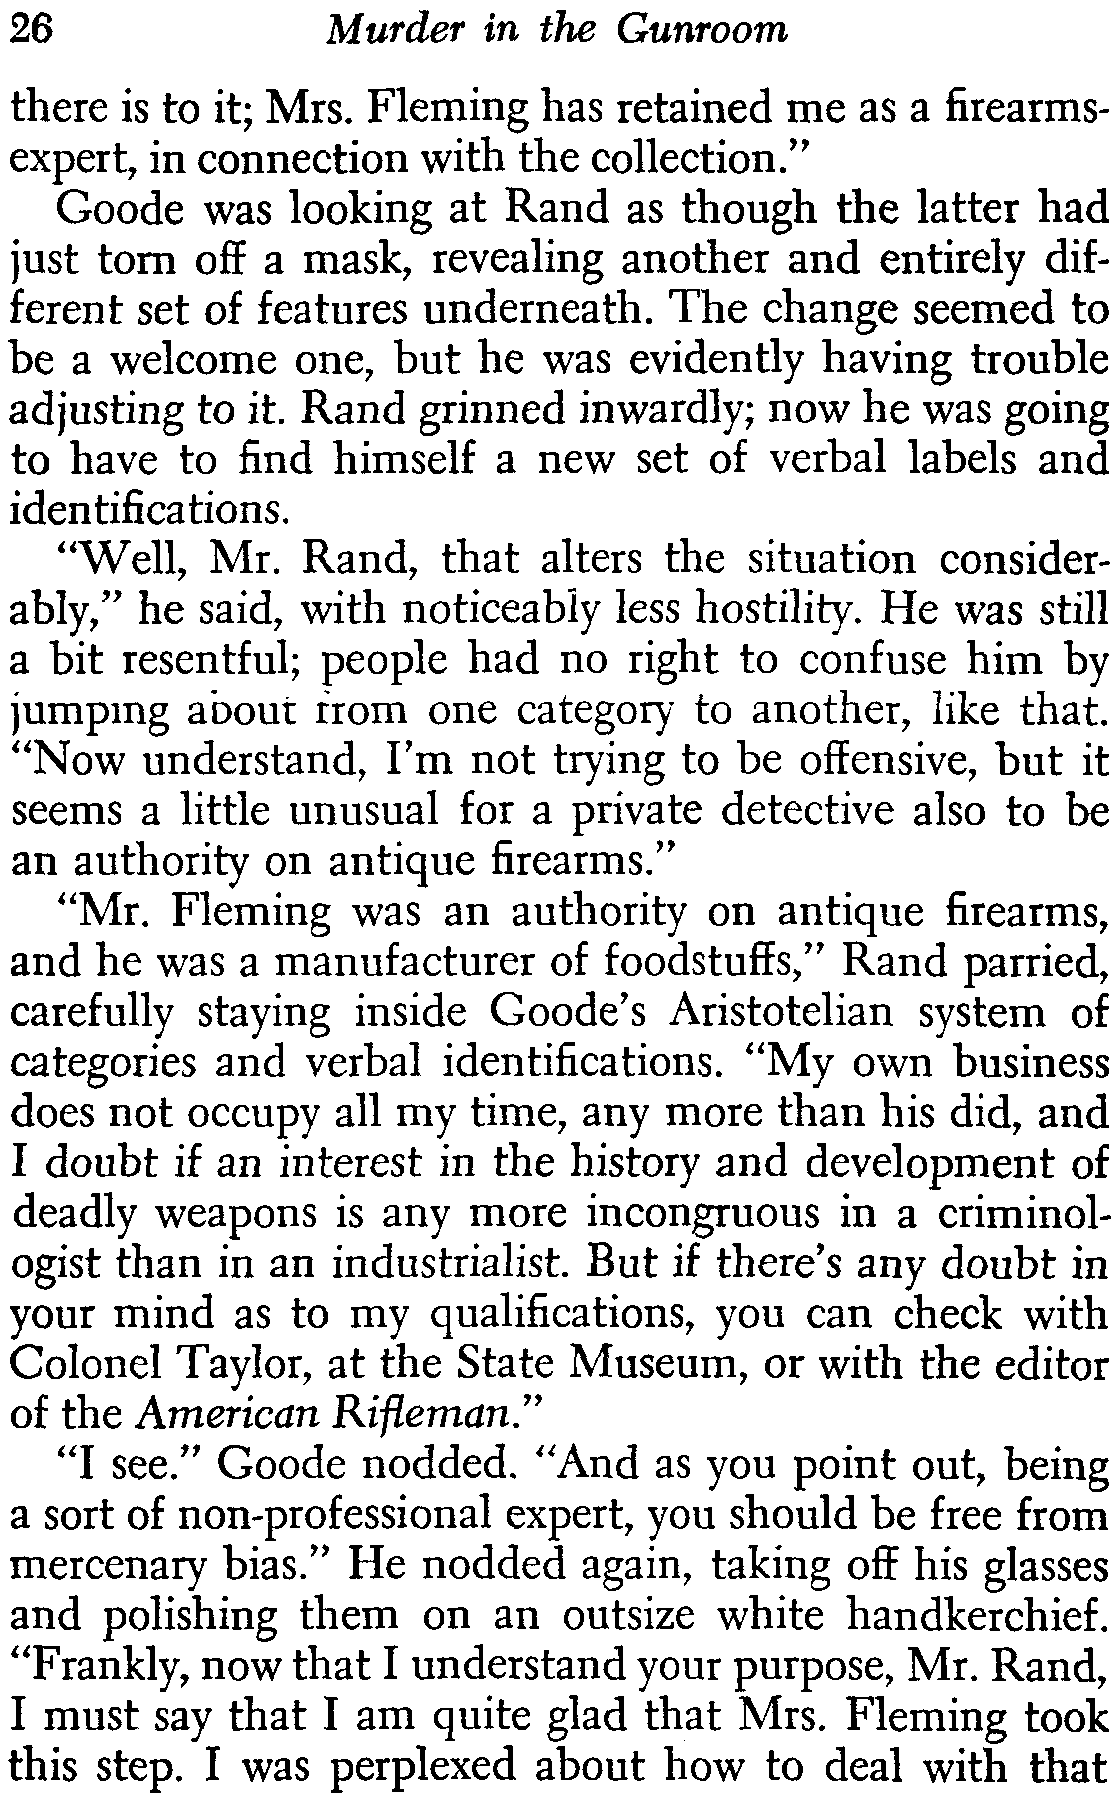 26 Murder in the Gunroom
there is to it; Mrs. Fleming has retained me as a firearms-
expert, in connection with the collection.”
Goode was looking at Rand as though the latter had
just torn off a mask, revealing another and entirely dif-
ferent set of features underneath. The change seemed to
be a welcome one, but he was evidently having trouble
adjusting to it. Rand grinned inwardly; now he was going
to have to find himself a new set of verbal labels and
identifications.
“Well, Mr. Rand, that alters the situation consider-
ably,” he said, with noticeably less hostility. He was still
a bit resentful; people had no right to confuse him by
jumping about from one category to another, like that.
“Now understand, I’m not trying to be offensive, but it
seems a little unusual for a private detective also to be
an authority on antique firearms.”
“Mr. Fleming was an authority on antique firearms,
and he was a manufacturer of foodstuffs,” Rand parried,
carefully staying inside Goode’s Aristotelian system of
categories and verbal identifications. “My own business
does not occupy all my time, any more than his did, and
I doubt if an interest in the history and development of
deadly weapons is any more incongruous in a criminol-
ogist than in an industrialist. But if there’s any doubt in
your mind as to my qualifications, you can check with
Colonel Taylor, at the State Museum, or with the editor
of the American Rifleman.”
“I see.” Goode nodded. “And as you point out, being
a sort of non-professional expert, you should be free from
mercenary bias.” He nodded again, taking off his glasses
and polishing them on an outsize white handkerchief.
“Frankly, now that I understand your purpose, Mr. Rand,
I must say that I am quite glad that Mrs. Fleming took
this step. I was perplexed about how to deal with that